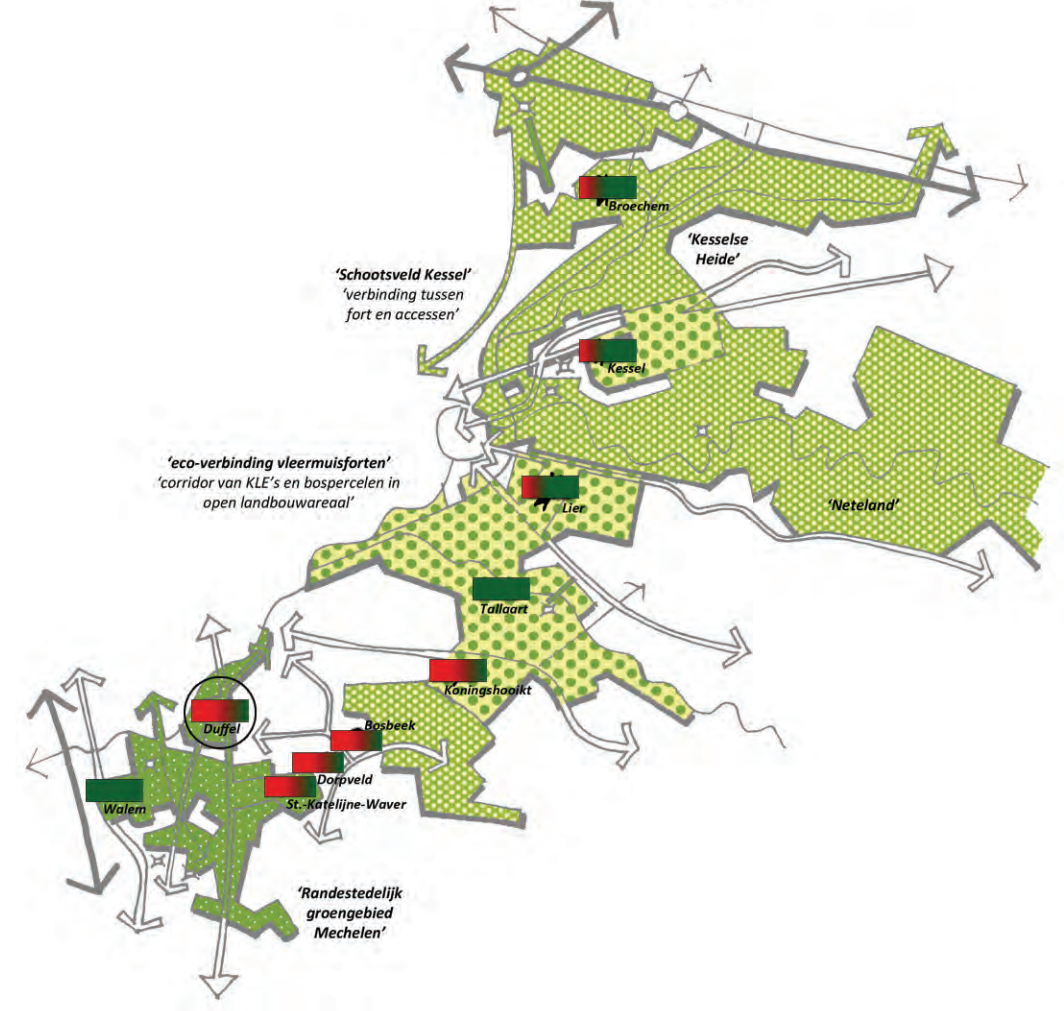 Broechem
‘Kesselse
Heide’
‘Schootsveld Kessel’
‘verbinding tussen
fort en accessen’
Kessel
‘eco-verbinding vleermuisforten’
‘corridor van KLE’s en bospercelen in
open landbouwareaal’
Lier
‘Neteland’
Tallaart
Koningshooikt
Duffel
Bosbeek
Dorpveld
St.-Katelijne-Waver
Walem
‘Randestedelijk
groengebied
Mechelen’